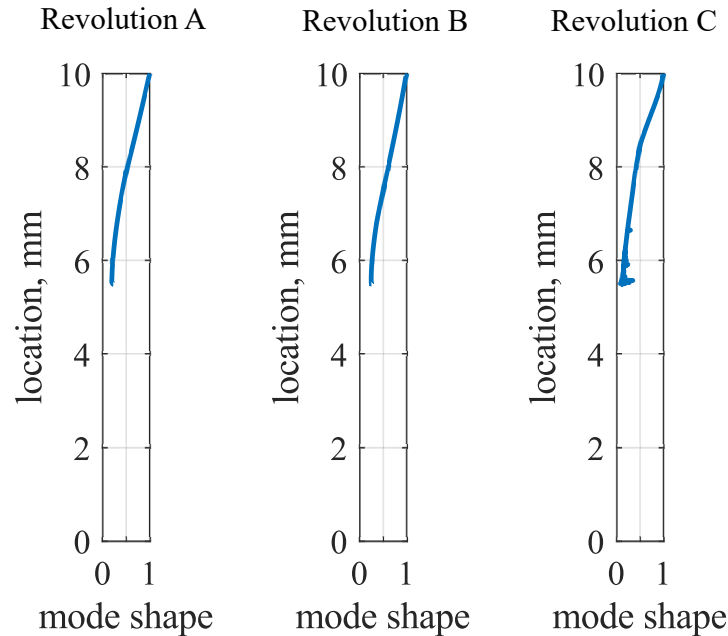 Revolution A
10
8
6
4
2
0
0 1
location, mm
mode shape
Revolution B
10
8
6
4
2
0
0 1
location, mm
mode shape
Revolution C
10
8
6
4
2
0
0 1
location, mm
mode shape